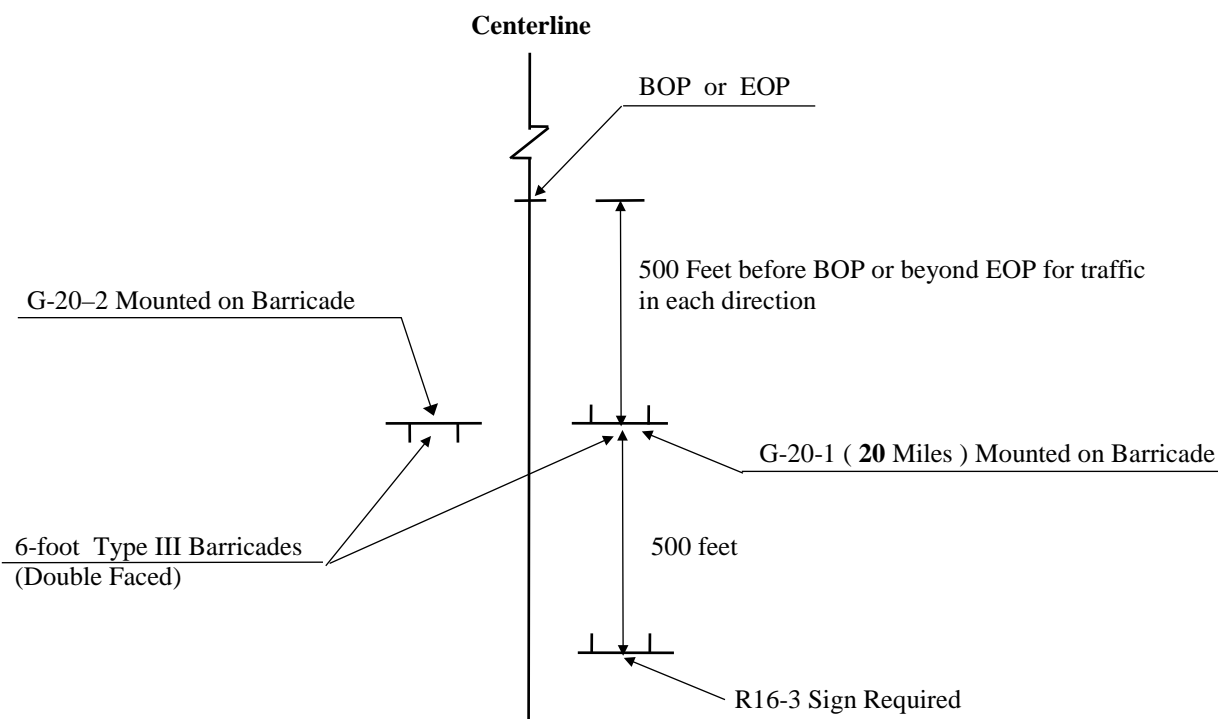 Centerline
BOP or EOP
500 Feet before BOP or beyond EOP for traffic
in each direction
G-20–2 Mounted on Barricade
G-20-1 ( 20 Miles ) Mounted on Barricade
6-foot Type III Barricades
(Double Faced)
500 feet
R16-3 Sign Required